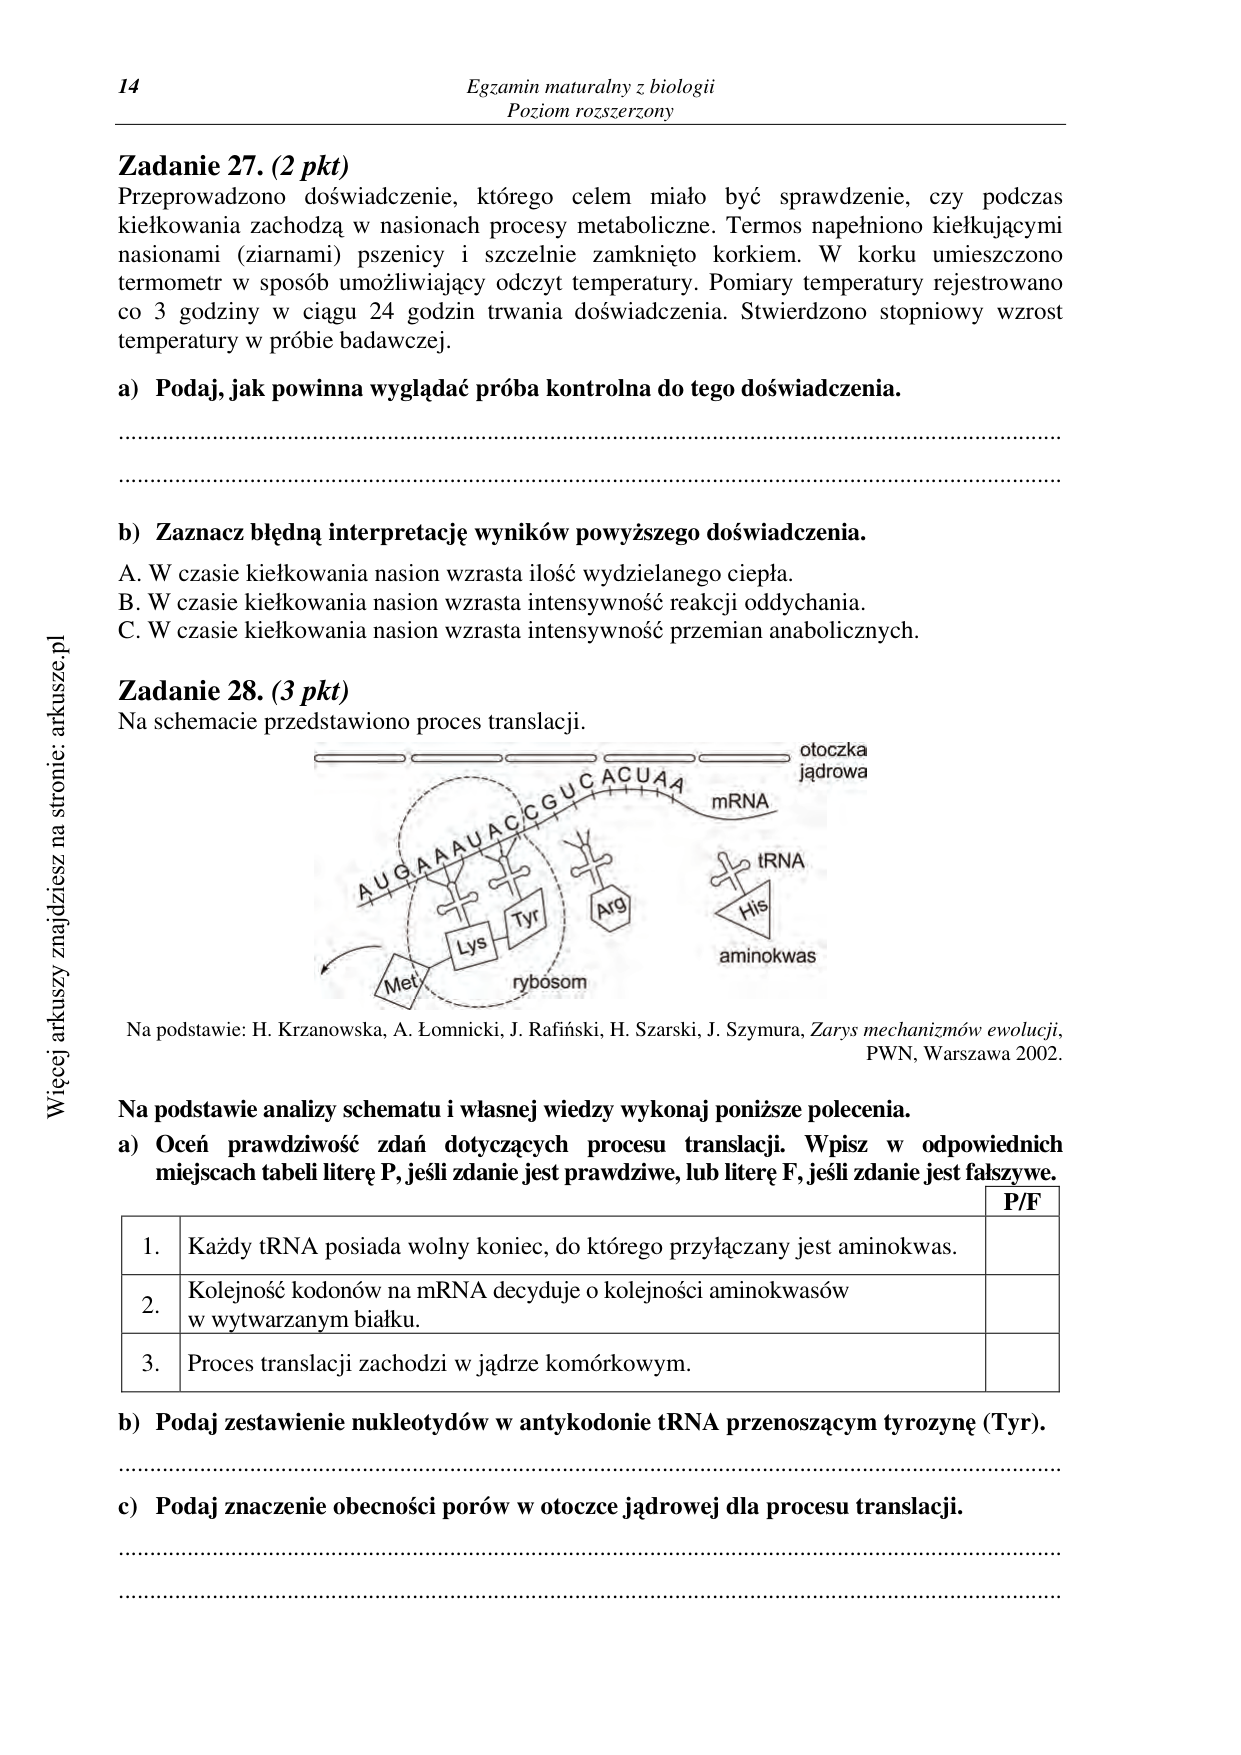 14
Egzamin maturalny z biologii
Poziom rozszerzony
Zadanie 27. (2 pkt)
Przeprowadzono doświadczenie, którego celem miało być sprawdzenie, czy podczas
kiełkowania zachodzą w nasionach procesy metaboliczne. Termos napełniono kiełkującymi
nasionami (ziarnami) pszenicy i szczelnie zamknięto korkiem. W korku umieszczono
termometr w sposób umożliwiający odczyt temperatury. Pomiary temperatury rejestrowano
co 3 godziny w ciągu 24 godzin trwania doświadczenia. Stwierdzono stopniowy wzrost
temperatury w próbie badawczej.
a) Podaj, jak powinna wyglądać próba kontrolna do tego doświadczenia.
b) Zaznacz błędną interpretację wyników powyższego doświadczenia.
A. W czasie kiełkowania nasion wzrasta ilość wydzielanego ciepła.
B. W czasie kiełkowania nasion wzrasta intensywność reakcji oddychania.
C. W czasie kiełkowania nasion wzrasta intensywność przemian anabolicznych.
Zadanie 28. (3 pkt)
Na schemacie przedstawiono proces translacji.
otoczka
jądrowa
AUGAAAUACCGUCACUAA
mRNA
tRNA
Met
Lys
Tyr
Arg
His
aminokwas
rybosom
Na podstawie: H. Krzanowska, A. Łomnicki, J. Rafiński, H. Szarski, J. Szymura, Zarys mechanizmów ewolucji,
PWN, Warszawa 2002.
Na podstawie analizy schematu i własnej wiedzy wykonaj poniższe polecenia.
a) Oceń prawdziwość zdań dotyczących procesu translacji. Wpisz w odpowiednich
miejscach tabeli literę P, jeśli zdanie jest prawdziwe, lub literę F, jeśli zdanie jest fałszywe.
P/F
1. Każdy tRNA posiada wolny koniec, do którego przyłączany jest aminokwas.
2. Kolejność kodonów na mRNA decyduje o kolejności aminokwasów
w wytwarzanym białku.
3. Proces translacji zachodzi w jądrze komórkowym.
b) Podaj zestawienie nukleotydów w antykodonie tRNA przenoszącym tyrozynę (Tyr).
c) Podaj znaczenie obecności porów w otoczce jądrowej dla procesu translacji.
Więcej arkuszy znajdziesz na stronie: arkusze.pl